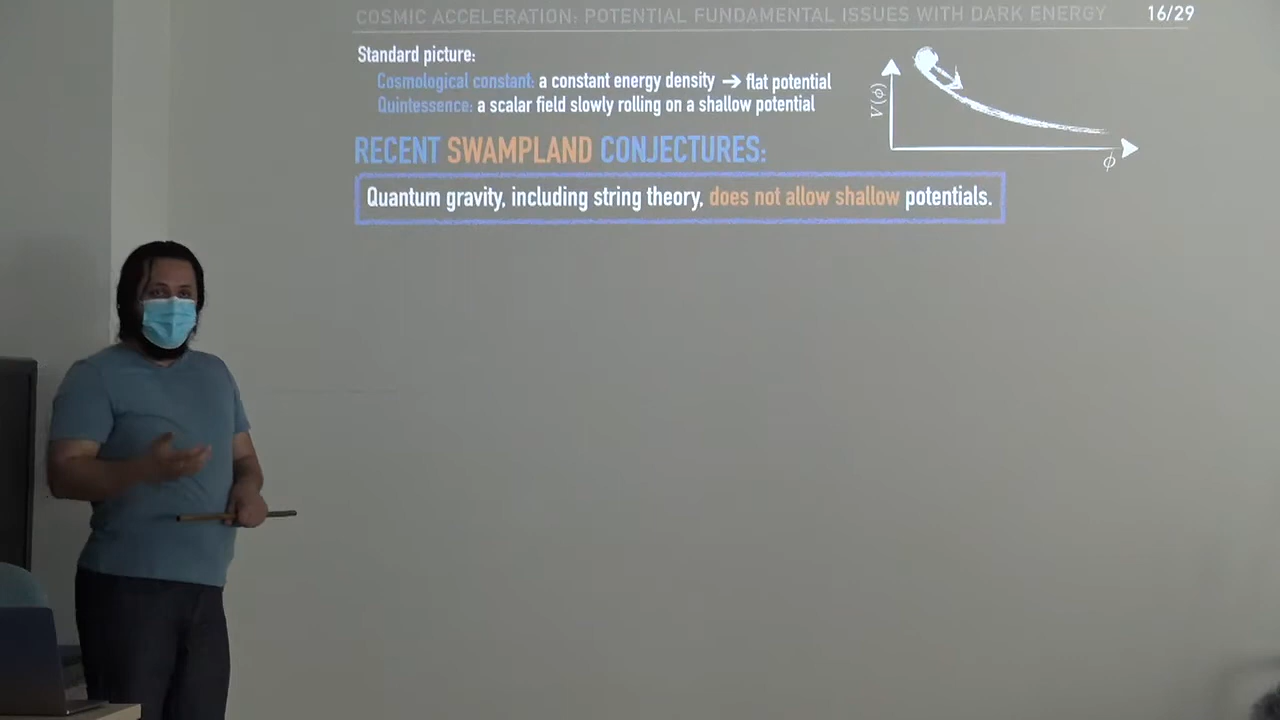 COSMIC ACCELERATION: POTENTIAL FUNDAMENTAL ISSUES WITH DARK ENERGY 16/29
Standard picture:
Cosmological constant: a constant energy density ➔ flat potential
Quintessence: a scalar field slowly rolling on a shallow potential
V(ϕ)
ϕ
RECENT SWAMPLAND CONJECTURES:
Quantum gravity, including string theory, does not allow shallow potentials.